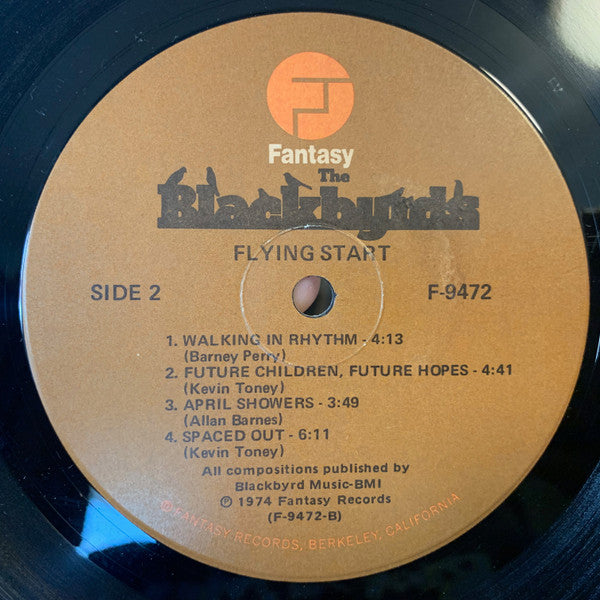 Fantasy
The
Blackbyrds
FLYING START
SIDE 2
F-9472
1. WALKING IN RHYTHM - 4:13
(Barney Perry)
2. FUTURE CHILDREN, FUTURE HOPES - 4:41
(Kevin Toney)
3. APRIL SHOWERS - 3:49
(Allan Barnes)
4. SPACED OUT - 6:11
(Kevin Toney)
All compositions published by
Blackbyrd Music-BMI
℗ 1974 Fantasy Records
(F-9472-B)
© FANTASY RECORDS, BERKELEY, CALIFORNIA